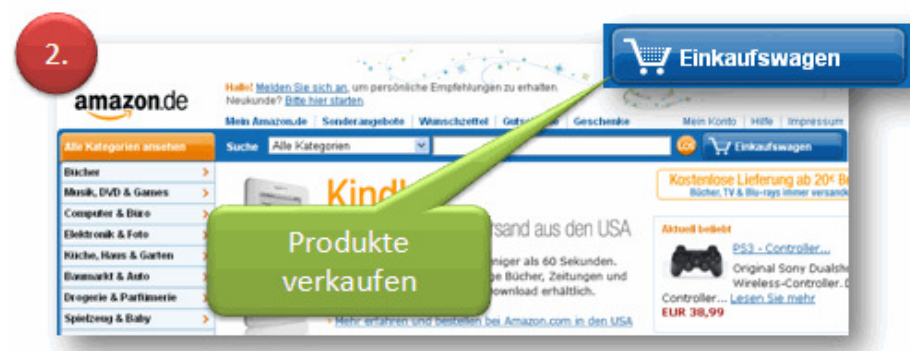 2.
Einkaufswagen
amazon.de
Hallo! Melden Sie sich an, um persönliche Empfehlungen zu erhalten.
Neukunde? Bitte hier starten.
Mein Amazon.de | Sonderangebote | Wunschzettel | Geschenke
Mein Konto | Hilfe | Impressum
Alle Kategorien ansehen
Suche Alle Kategorien LOS Einkaufswagen
Bücher
Musik, DVD & Games
Computer & Büro
Elektronik & Foto
Küche, Haus & Garten
Baumarkt & Auto
Drogerie & Parfümerie
Spielzeug & Baby
aus den USA
niger als 60 Sekunden.
ge Bücher, Zeitungen und
ownload erhältlich.
Mehr erfahren und bestellen bei Amazon.com in den USA
Produkte
verkaufen
Kostenlose Lieferung ab 20€
Bücher, TV & Blu-rays immer
Aktuell beliebt
PS3 - Controller...
Original Sony
Wireless-Controller.
Controller... Lesen Sie mehr
EUR 38,99